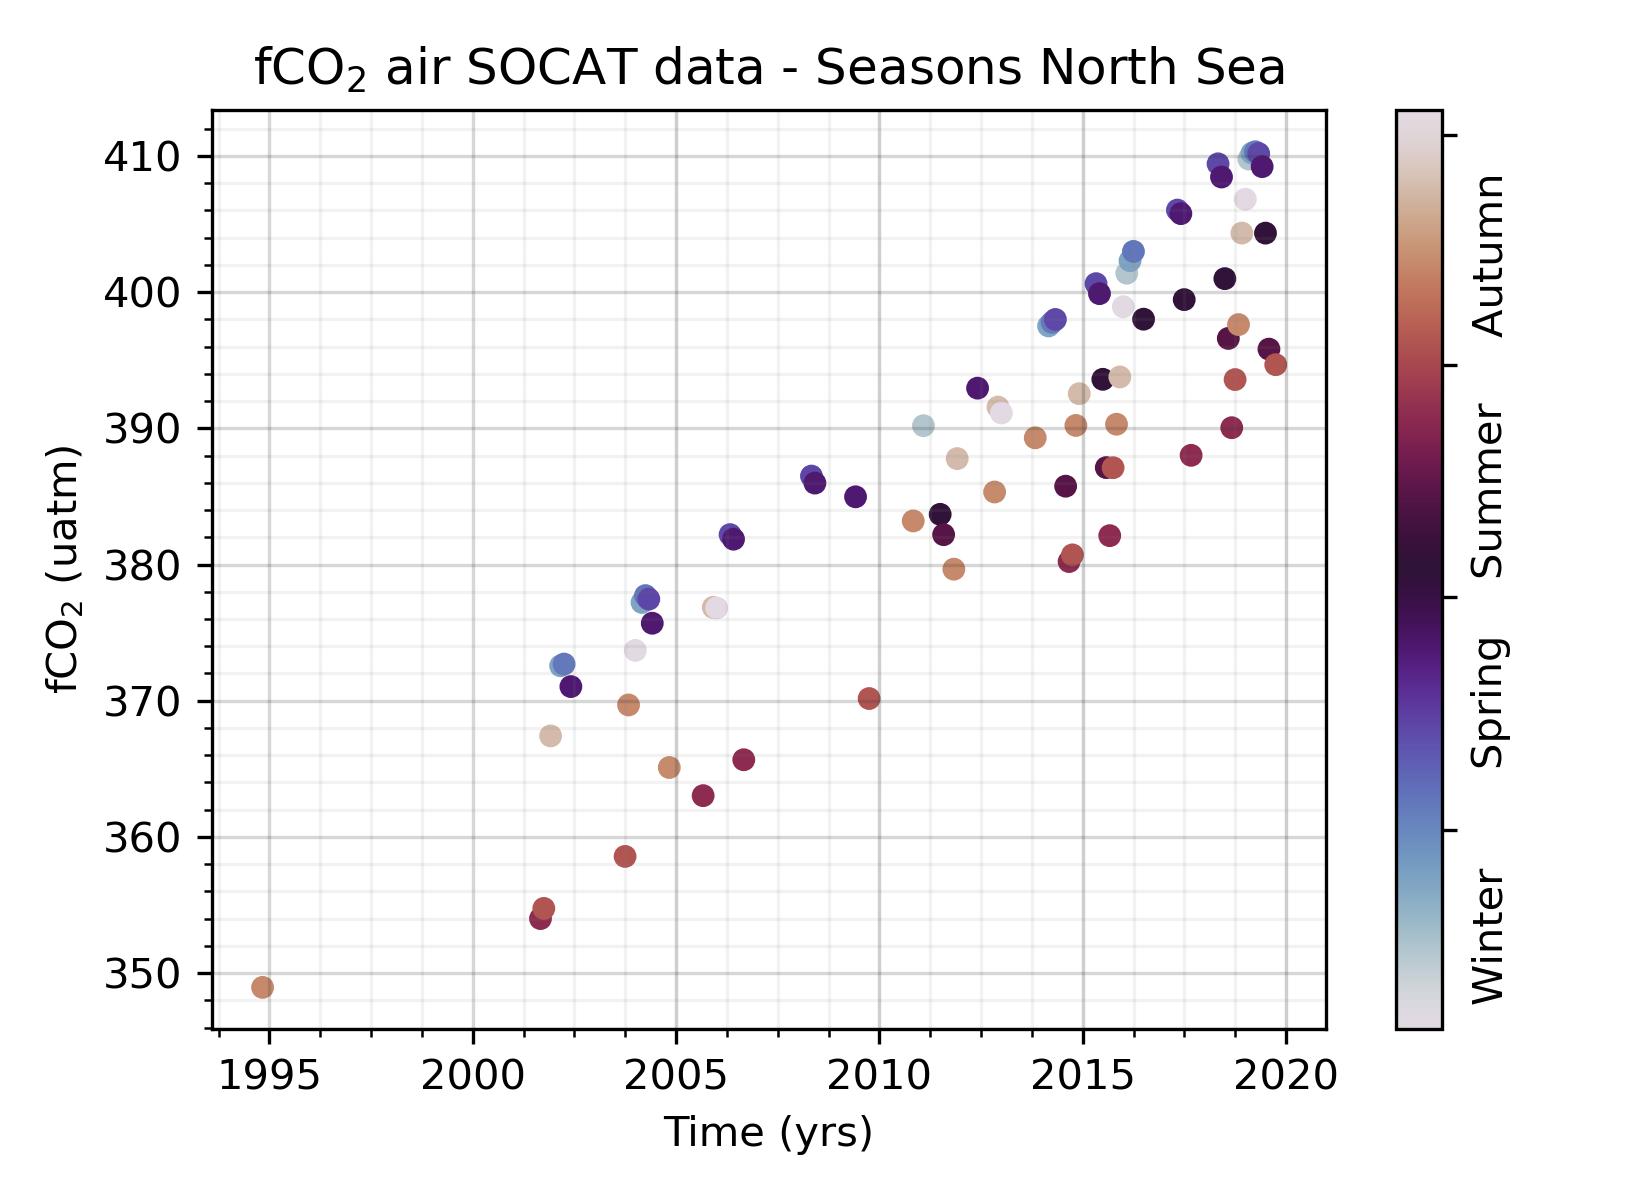 fCO₂ air SOCAT data - Seasons North Sea
410
400
390
380
370
360
350
fCO₂ (uatm)
1995
2000
2005
2010
2015
2020
Time (yrs)
Autumn
Summer
Spring
Winter